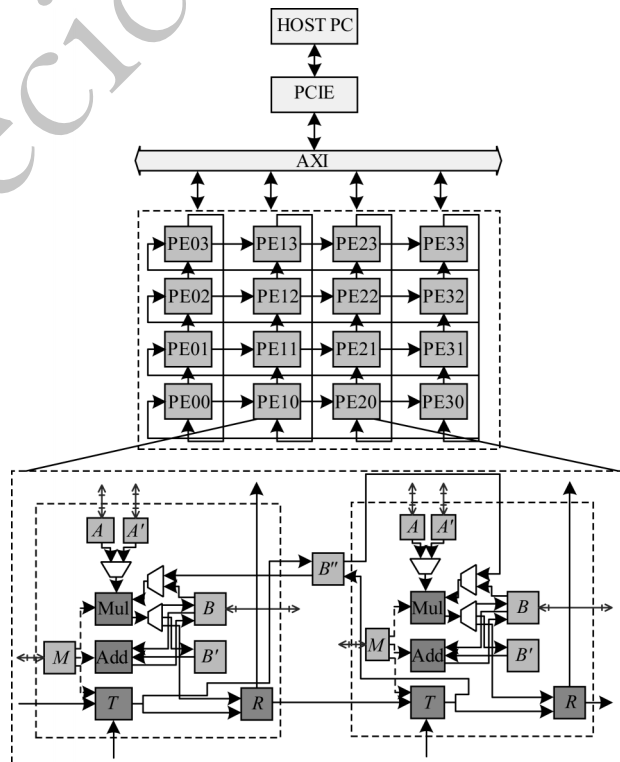 HOST PC
PCIE
AXI
PE03 PE13 PE23 PE33
PE02 PE12 PE22 PE32
PE01 PE11 PE21 PE31
PE00 PE10 PE20 PE30
A A′ A A′
B″
Mul B Mul B
M Add B′ M Add B′
T R T R